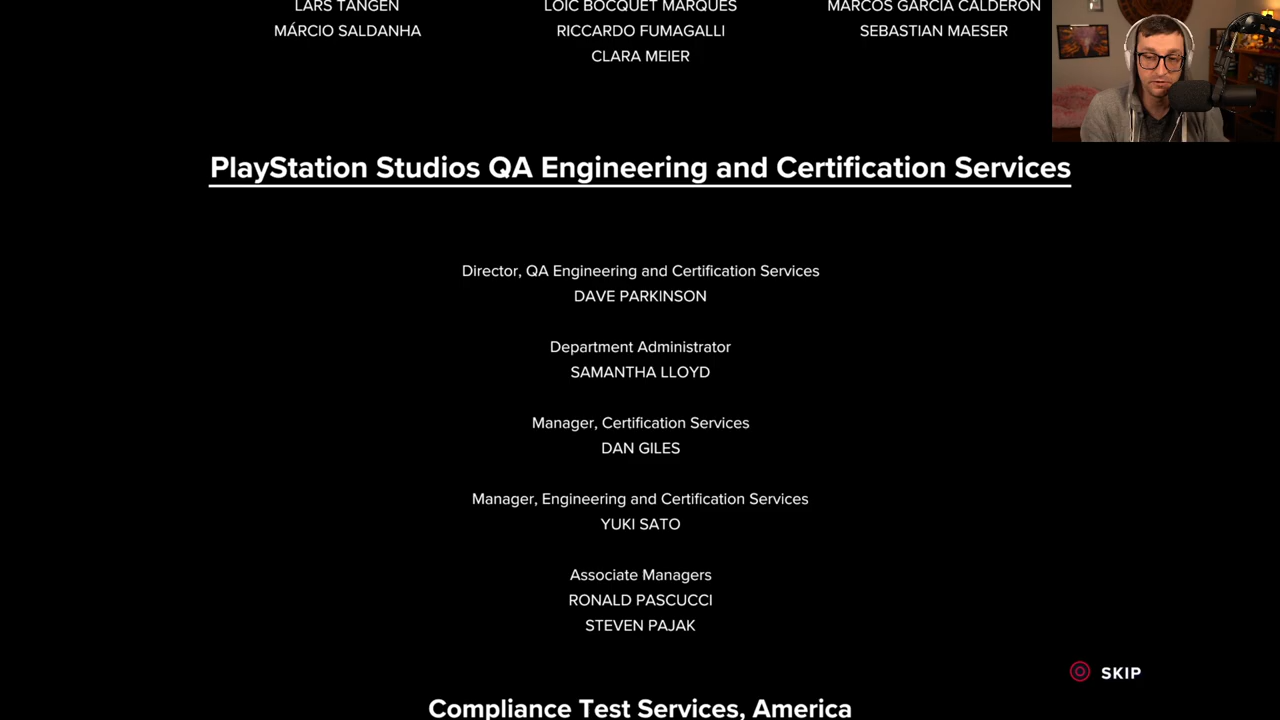 LARS TANGEN LOIC BOCQUET MARQUES MARCOS GARCIA CALDERON
MÁRCIO SALDANHA RICCARDO FUMAGALLI SEBASTIAN MAESER
CLARA MEIER
PlayStation Studios QA Engineering and Certification Services
Director, QA Engineering and Certification Services
DAVE PARKINSON
Department Administrator
SAMANTHA LLOYD
Manager, Certification Services
DAN GILES
Manager, Engineering and Certification Services
YUKI SATO
Associate Managers
RONALD PASCUCCI
STEVEN PAJAK
SKIP
Compliance Test Services, America